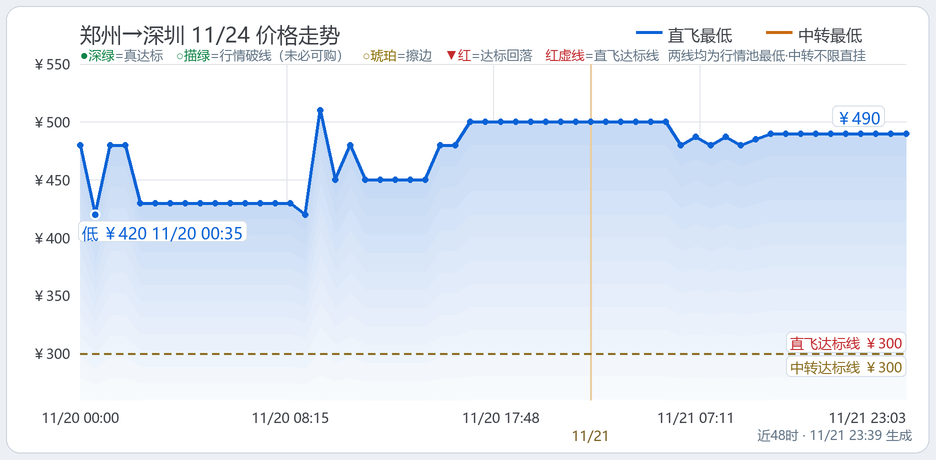 郑州→深圳 11/24 价格走势
直飞最低 中转最低
●深绿=真达标 ○描绿=行情破线（未必可购） ○琥珀=擦边 ▼红=达标回落 红虚线=直飞达标线 两线均为行情池最低·中转不限直挂
¥550
¥500
¥450
¥400
¥350
¥300
¥490
低 ¥420 11/20 00:35
直飞达标线 ¥300
中转达标线 ¥300
11/20 00:00 11/20 08:15 11/20 17:48 11/21 07:11 11/21 23:03
11/21
近48时 · 11/21 23:39 生成